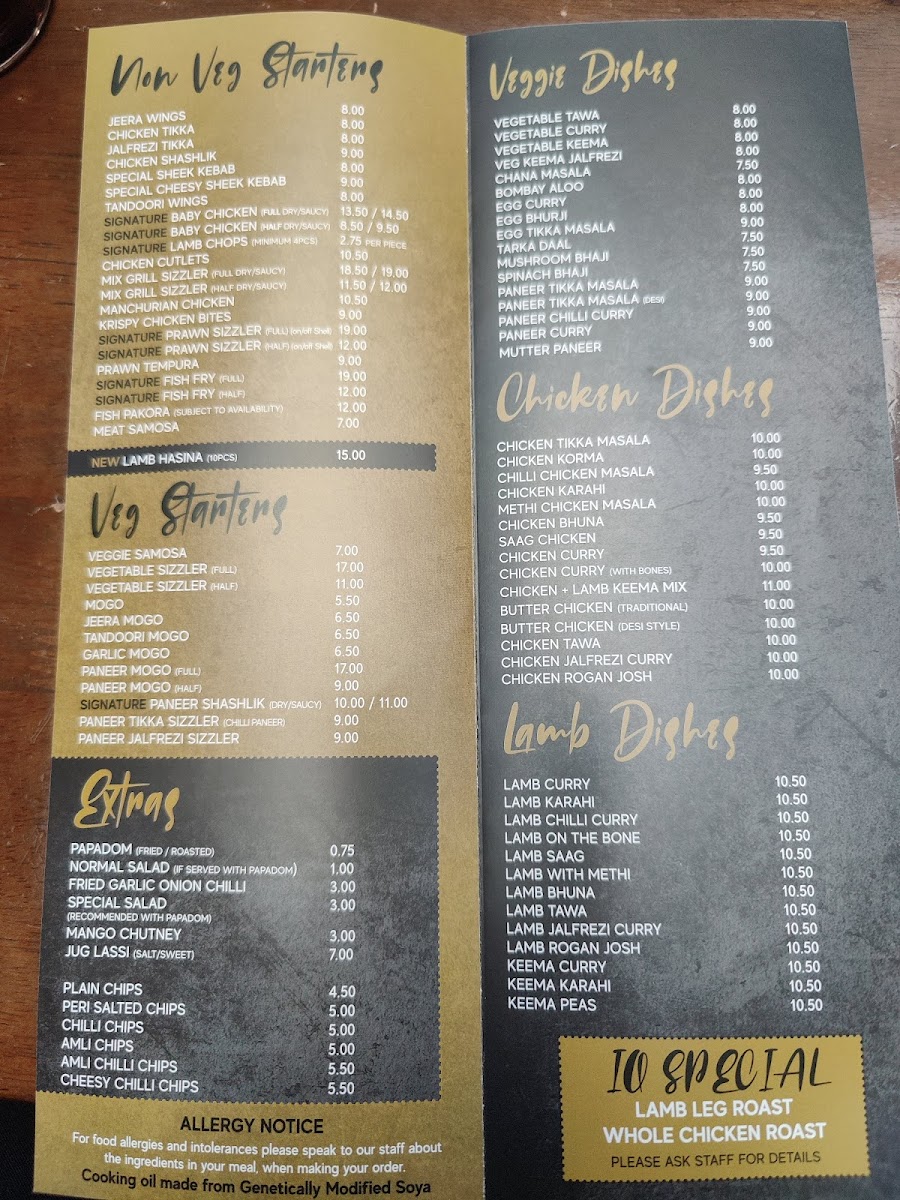 Non Veg Starters
JEERA WINGS 8.00
CHICKEN TIKKA 8.00
JALFREZI TIKKA 8.00
CHICKEN SHASHLIK 9.00
SPECIAL SHEEK KEBAB 8.00
SPECIAL CHEESY SHEEK KEBAB 9.00
TANDOORI WINGS 8.00
SIGNATURE BABY CHICKEN (FULL DRY/SAUCY) 13.50 / 14.50
SIGNATURE BABY CHICKEN (HALF DRY/SAUCY) 8.50 / 9.50
SIGNATURE LAMB CHOPS (MINIMUM 4PCS) 2.75 PER PIECE
CHICKEN CUTLETS 10.50
MIX GRILL SIZZLER (FULL DRY/SAUCY) 18.50 / 19.00
MIX GRILL SIZZLER (HALF DRY/SAUCY) 11.50 / 12.00
MANCHURIAN CHICKEN 10.50
KRISPY CHICKEN BITES 9.00
SIGNATURE PRAWN SIZZLER (FULL) (on/off Shell) 19.00
SIGNATURE PRAWN SIZZLER (HALF) (on/off Shell) 12.00
PRAWN TEMPURA 9.00
SIGNATURE FISH FRY (FULL) 19.00
SIGNATURE FISH FRY (HALF) 12.00
FISH PAKORA (SUBJECT TO AVAILABILITY) 12.00
MEAT SAMOSA 7.00
NEW LAMB HASINA (10PCS) 15.00
Veg Starters
VEGGIE SAMOSA 7.00
VEGETABLE SIZZLER (FULL) 17.00
VEGETABLE SIZZLER (HALF) 11.00
MOGO 5.50
JEERA MOGO 6.50
TANDOORI MOGO 6.50
GARLIC MOGO 6.50
PANEER MOGO (FULL) 17.00
PANEER MOGO (HALF) 9.00
SIGNATURE PANEER SHASHLIK (DRY/SAUCY) 10.00 / 11.00
PANEER TIKKA SIZZLER (CHILLI PANEER) 9.00
PANEER JALFREZI SIZZLER 9.00
Extras
PAPADOM (FRIED / ROASTED) 0.75
NORMAL SALAD (IF SERVED WITH PAPADOM) 1.00
FRIED GARLIC ONION CHILLI 3.00
SPECIAL SALAD 3.00
(RECOMMENDED WITH PAPADOM)
MANGO CHUTNEY 3.00
JUG LASSI (SALT/SWEET) 7.00
PLAIN CHIPS 4.50
PERI SALTED CHIPS 5.00
CHILLI CHIPS 5.00
AMLI CHIPS 5.00
AMLI CHILLI CHIPS 5.50
CHEESY CHILLI CHIPS 5.50
ALLERGY NOTICE
For food allergies and intolerances please speak to our staff about
the ingredients in your meal, when making your order.
Cooking oil made from Genetically Modified Soya
Veggie Dishes
VEGETABLE TAWA 8.00
VEGETABLE CURRY 8.00
VEGETABLE KEEMA 8.00
VEG KEEMA JALFREZI 8.00
CHANA MASALA 7.50
BOMBAY ALOO 8.00
EGG CURRY 8.00
EGG BHURJI 8.00
EGG TIKKA MASALA 9.00
TARKA DAAL 7.50
MUSHROOM BHAJI 7.50
SPINACH BHAJI 7.50
PANEER TIKKA MASALA 9.00
PANEER TIKKA MASALA (DESI) 9.00
PANEER CHILLI CURRY 9.00
PANEER CURRY 9.00
MUTTER PANEER 9.00
Chicken Dishes
CHICKEN TIKKA MASALA 10.00
CHICKEN KORMA 10.00
CHILLI CHICKEN MASALA 9.50
CHICKEN KARAHI 10.00
METHI CHICKEN MASALA 10.00
CHICKEN BHUNA 9.50
SAAG CHICKEN 9.50
CHICKEN CURRY 9.50
CHICKEN CURRY (WITH BONES) 10.00
CHICKEN + LAMB KEEMA MIX 11.00
BUTTER CHICKEN (TRADITIONAL) 10.00
BUTTER CHICKEN (DESI STYLE) 10.00
CHICKEN TAWA 10.00
CHICKEN JALFREZI CURRY 10.00
CHICKEN ROGAN JOSH 10.00
Lamb Dishes
LAMB CURRY 10.50
LAMB KARAHI 10.50
LAMB CHILLI CURRY 10.50
LAMB ON THE BONE 10.50
LAMB SAAG 10.50
LAMB WITH METHI 10.50
LAMB BHUNA 10.50
LAMB TAWA 10.50
LAMB JALFREZI CURRY 10.50
LAMB ROGAN JOSH 10.50
KEEMA CURRY 10.50
KEEMA KARAHI 10.50
KEEMA PEAS 10.50
IO SPECIAL
LAMB LEG ROAST
WHOLE CHICKEN ROAST
PLEASE ASK STAFF FOR DETAILS